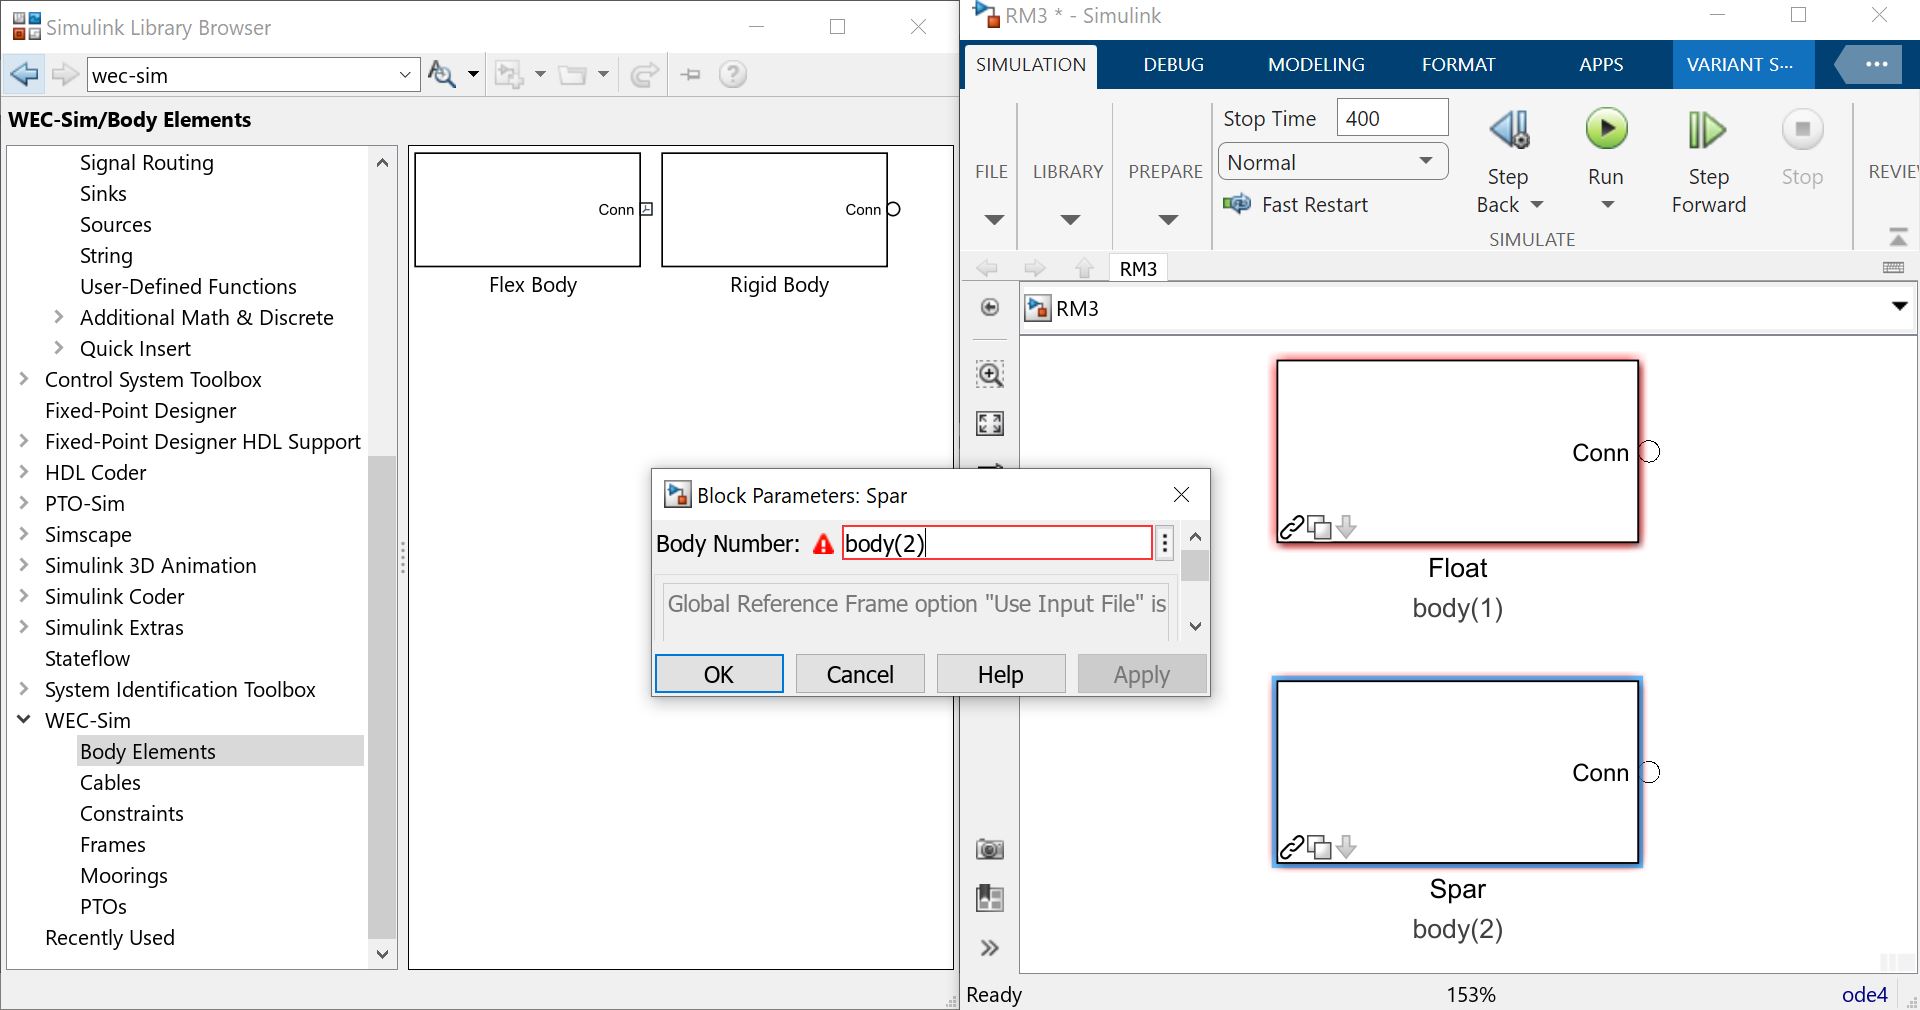 Simulink Library Browser
wec-sim
WEC-Sim/Body Elements
Signal Routing
Sinks
Sources
String
User-Defined Functions
Additional Math & Discrete
Quick Insert
Control System Toolbox
Fixed-Point Designer
Fixed-Point Designer HDL Support
HDL Coder
PTO-Sim
Simscape
Simulink 3D Animation
Simulink Coder
Simulink Extras
Stateflow
System Identification Toolbox
WEC-Sim
Body Elements
Cables
Constraints
Frames
Moorings
PTOs
Recently Used
Conn
Flex Body
Conn
Rigid Body
Block Parameters: Spar
Body Number: body(2)
Global Reference Frame option "Use Input File" is
OK Cancel Help Apply
RM3 * - Simulink
SIMULATION DEBUG MODELING FORMAT APPS VARIANT S...
FILE
LIBRARY
PREPARE
Stop Time 400
Normal
Fast Restart
Step
Back
Run
Step
Forward
Stop
SIMULATE
REVIE
RM3
RM3
Conn
Float
body(1)
Conn
Spar
body(2)
Ready 153% ode4